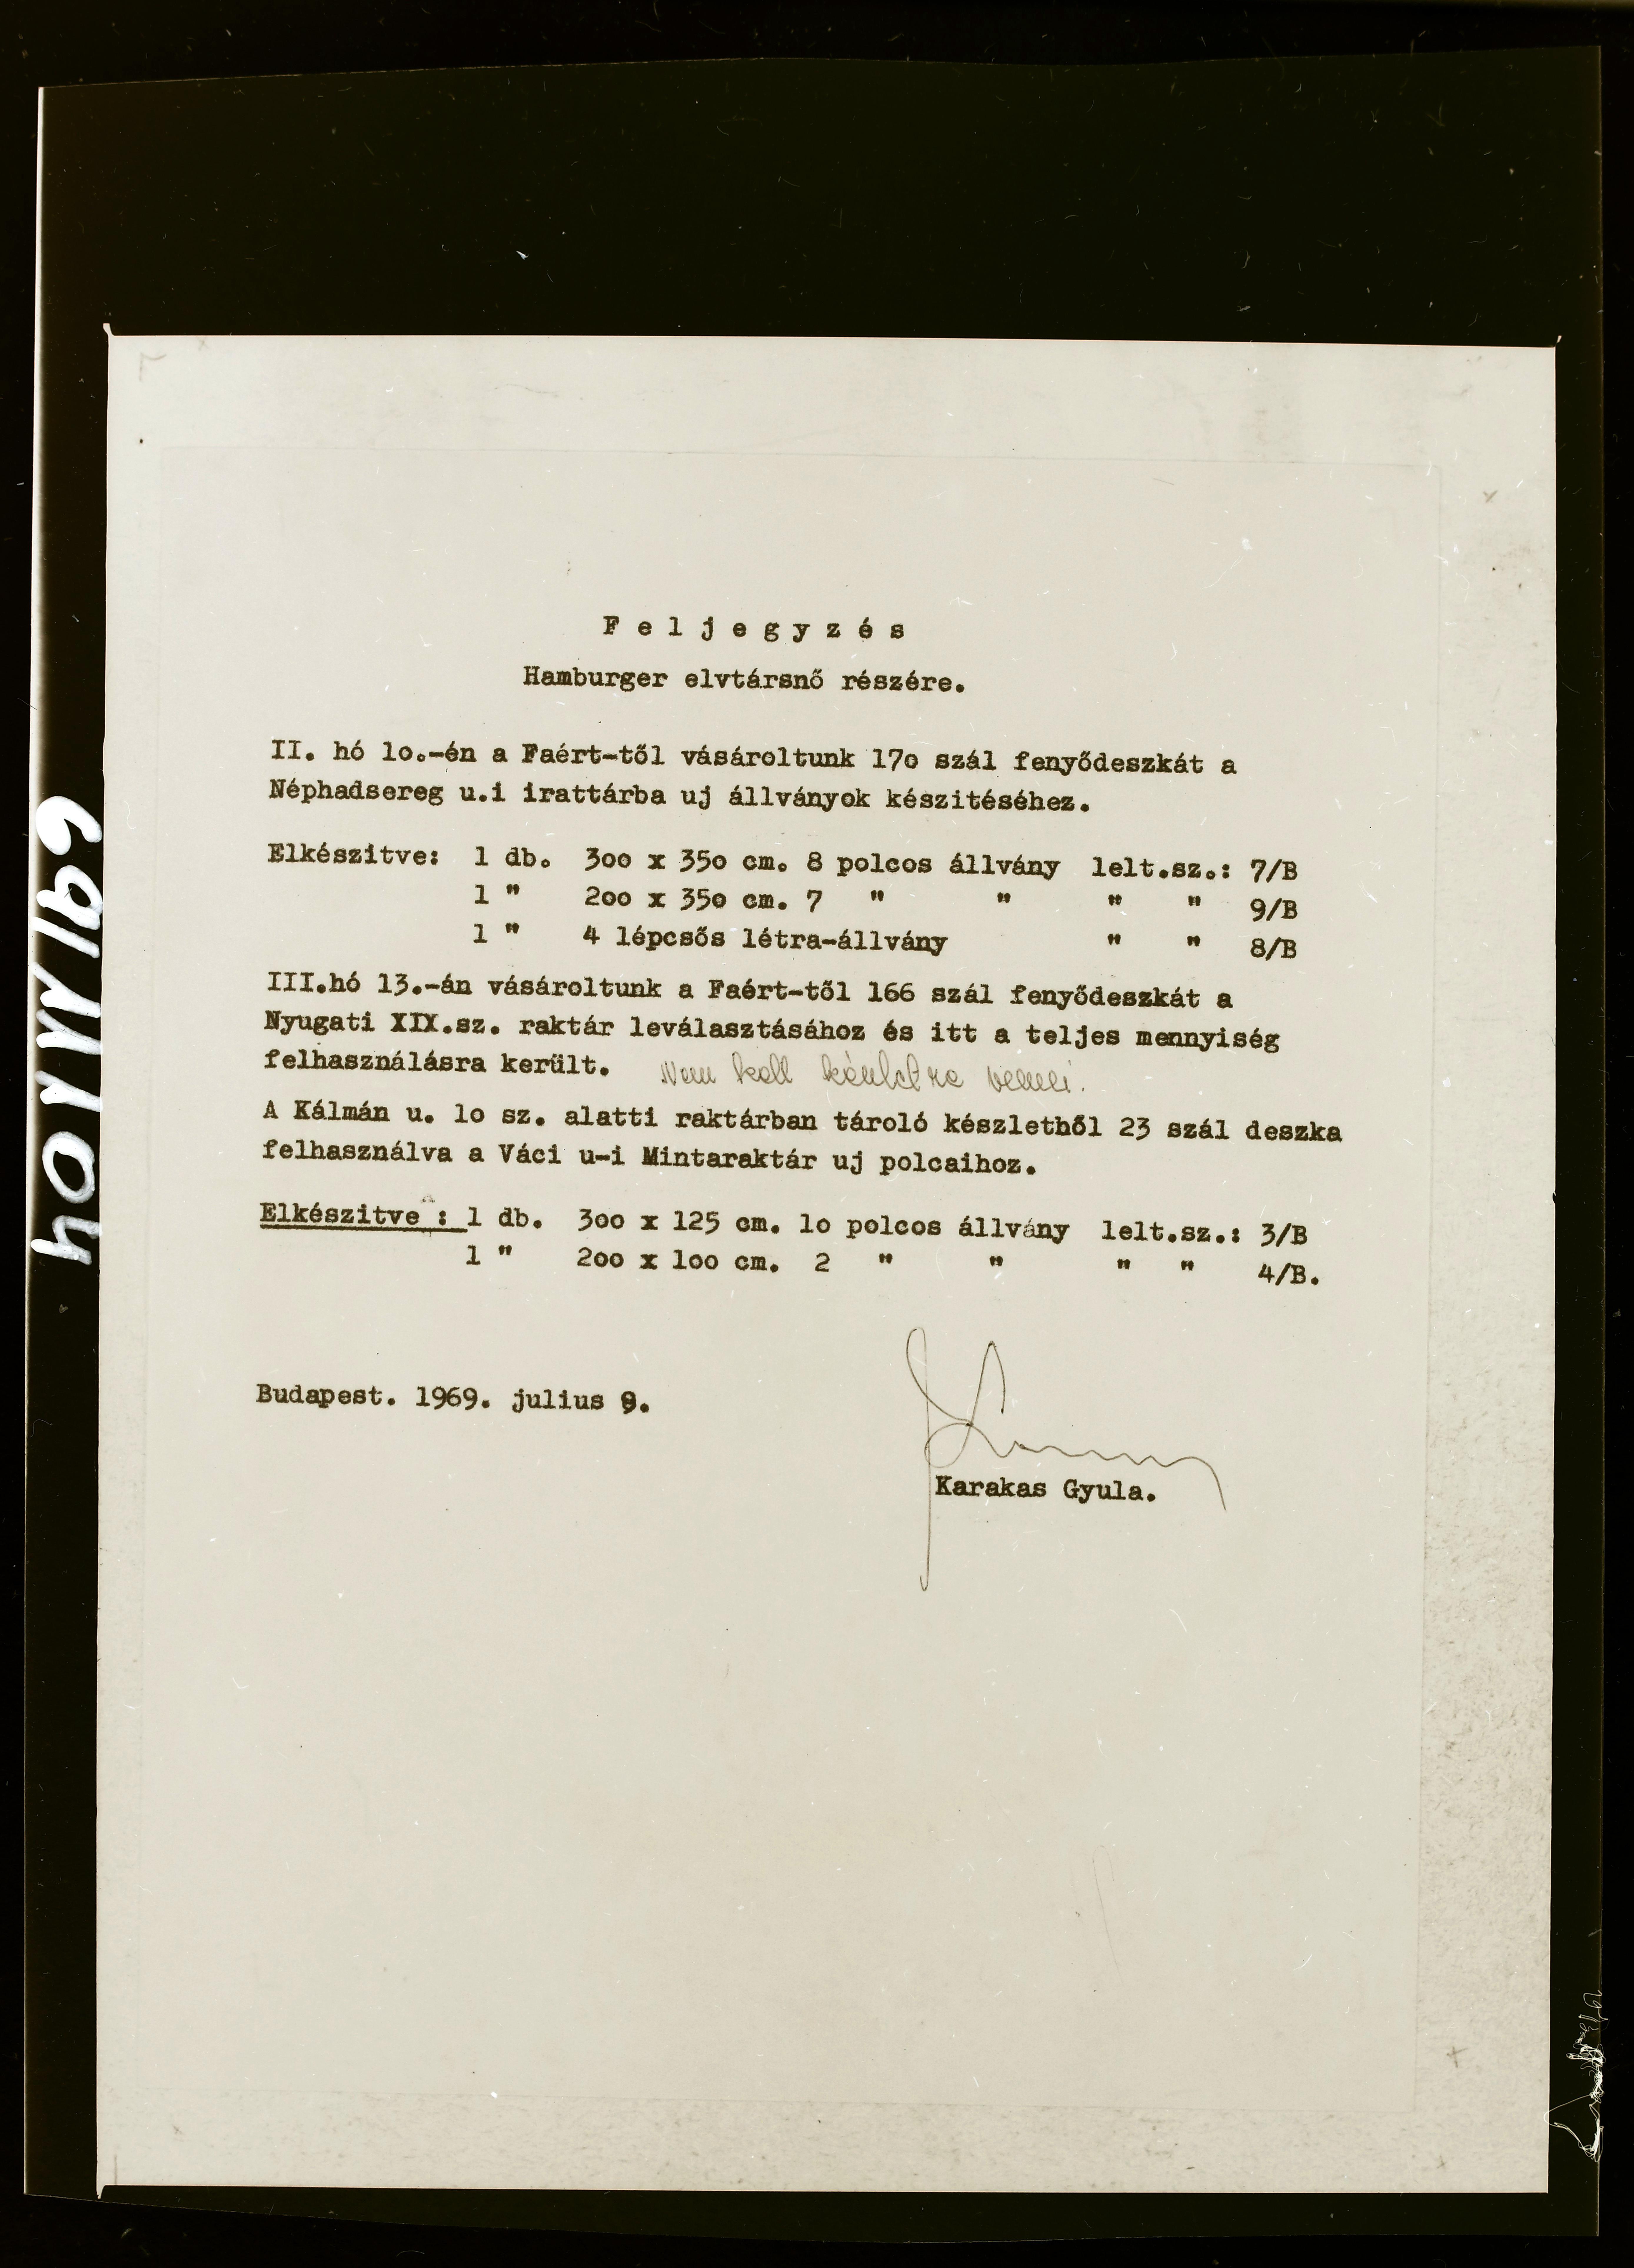 F e l j e g y z é s
Hamburger elvtársnő részére.
II. hó lo.-én a Faért-től vásároltunk 17o szál fenyődeszkát a
Néphadsereg u.i irattárba uj állványok készitéséhez.
Elkészitve: 1 db. 3oo x 35o cm. 8 polcos állvány lelt.sz.: 7/B
1 " 2oo x 35o cm. 7 " " " " 9/B
1 " 4 lépcsős létra-állvány " " 8/B
III.hó 13.-án vásároltunk a Faért-től 166 szál fenyődeszkát a
Nyugati XIX.sz. raktár leválasztásához és itt a teljes mennyiség
felhasználásra került. Nem kell venni.
A Kálmán u. lo sz. alatti raktárban tároló készletből 23 szál deszka
felhasználva a Váci u-i Mintaraktár uj polcaihoz.
Elkészitve : 1 db. 3oo x 125 cm. lo polcos állvány lelt.sz.: 3/B
1 " 2oo x loo cm. 2 " " " " 4/B.
Budapest. 1969. julius 9.
Karakas Gyula.